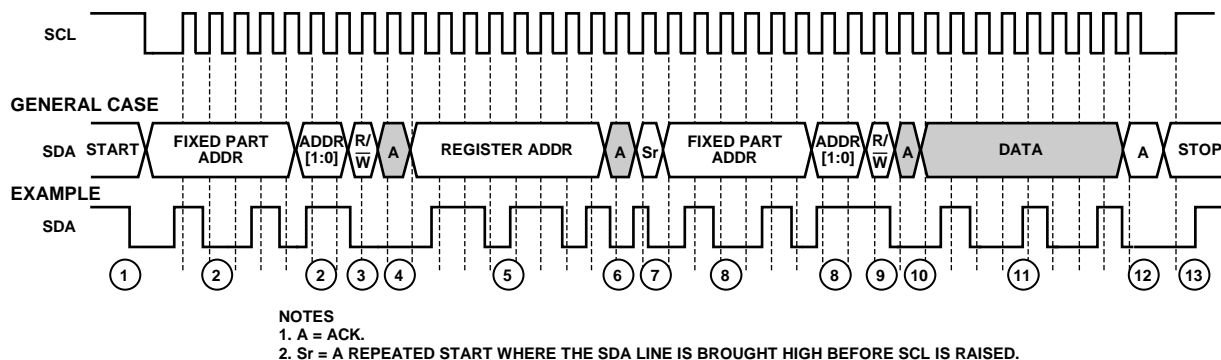 SCL
GENERAL CASE
SDA START FIXED PART ADDR ADDR [1:0] R/W A REGISTER ADDR A Sr FIXED PART ADDR ADDR [1:0] R/W A DATA A STOP
EXAMPLE
SDA
1 2 2 3 4 5 6 7 8 8 9 10 11 12 13
NOTES
1. A = ACK.
2. Sr = A REPEATED START WHERE THE SDA LINE IS BROUGHT HIGH BEFORE SCL IS RAISED.